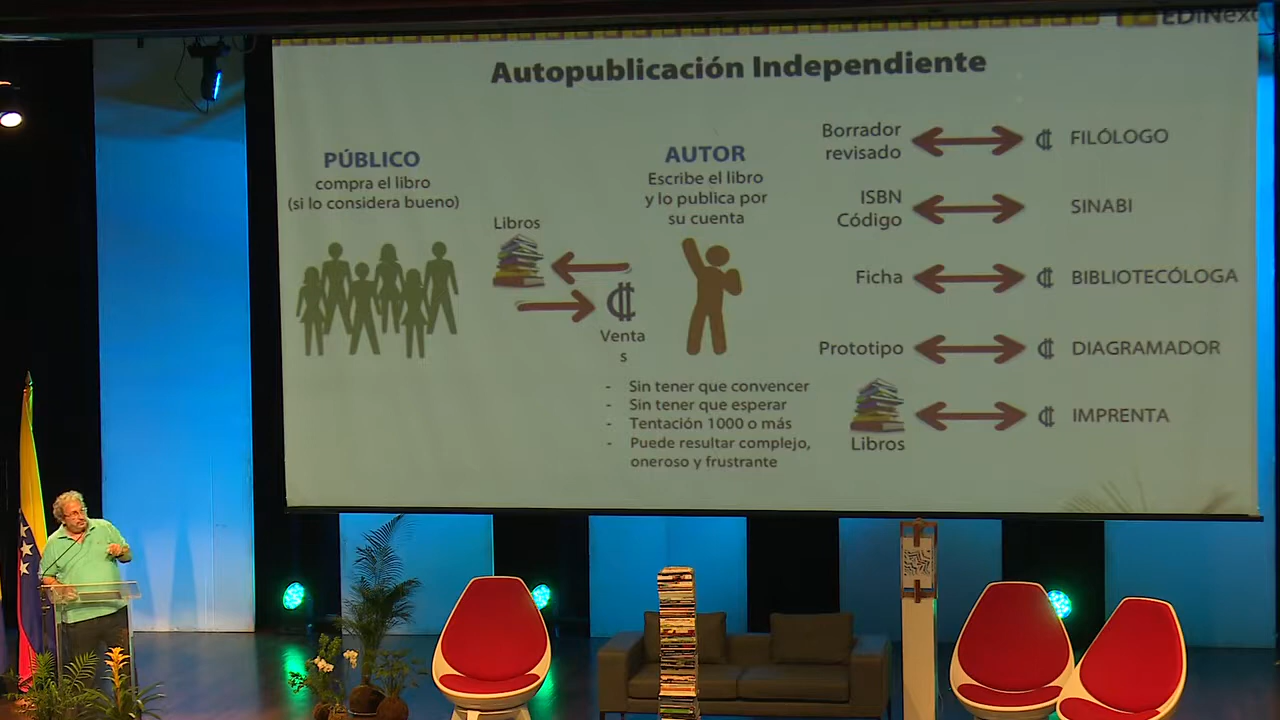 EDiNexo
Autopublicación Independiente
PÚBLICO
compra el libro
(si lo considera bueno)
Libros
₡
Venta
s
AUTOR
Escribe el libro
y lo publica por
su cuenta
- Sin tener que convencer
- Sin tener que esperar
- Tentación 1000 o más
- Puede resultar complejo,
oneroso y frustrante
Borrador
revisado
₡ FILÓLOGO
ISBN
Código
SINABI
Ficha
₡ BIBLIOTECÓLOGA
Prototipo
₡ DIAGRAMADOR
Libros
₡ IMPRENTA